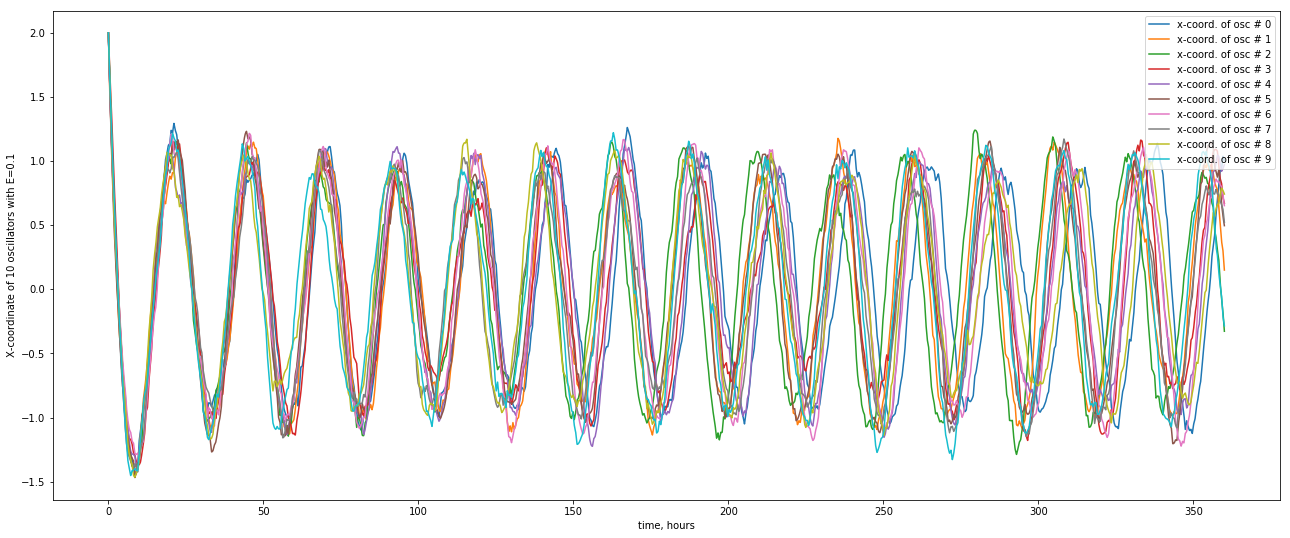 X-coordinate of 10 oscillators with E=0.1
2.0
1.5
1.0
0.5
0.0
−0.5
−1.0
−1.5
0 50 100 150 200 250 300 350
time, hours
x-coord. of osc # 0
x-coord. of osc # 1
x-coord. of osc # 2
x-coord. of osc # 3
x-coord. of osc # 4
x-coord. of osc # 5
x-coord. of osc # 6
x-coord. of osc # 7
x-coord. of osc # 8
x-coord. of osc # 9